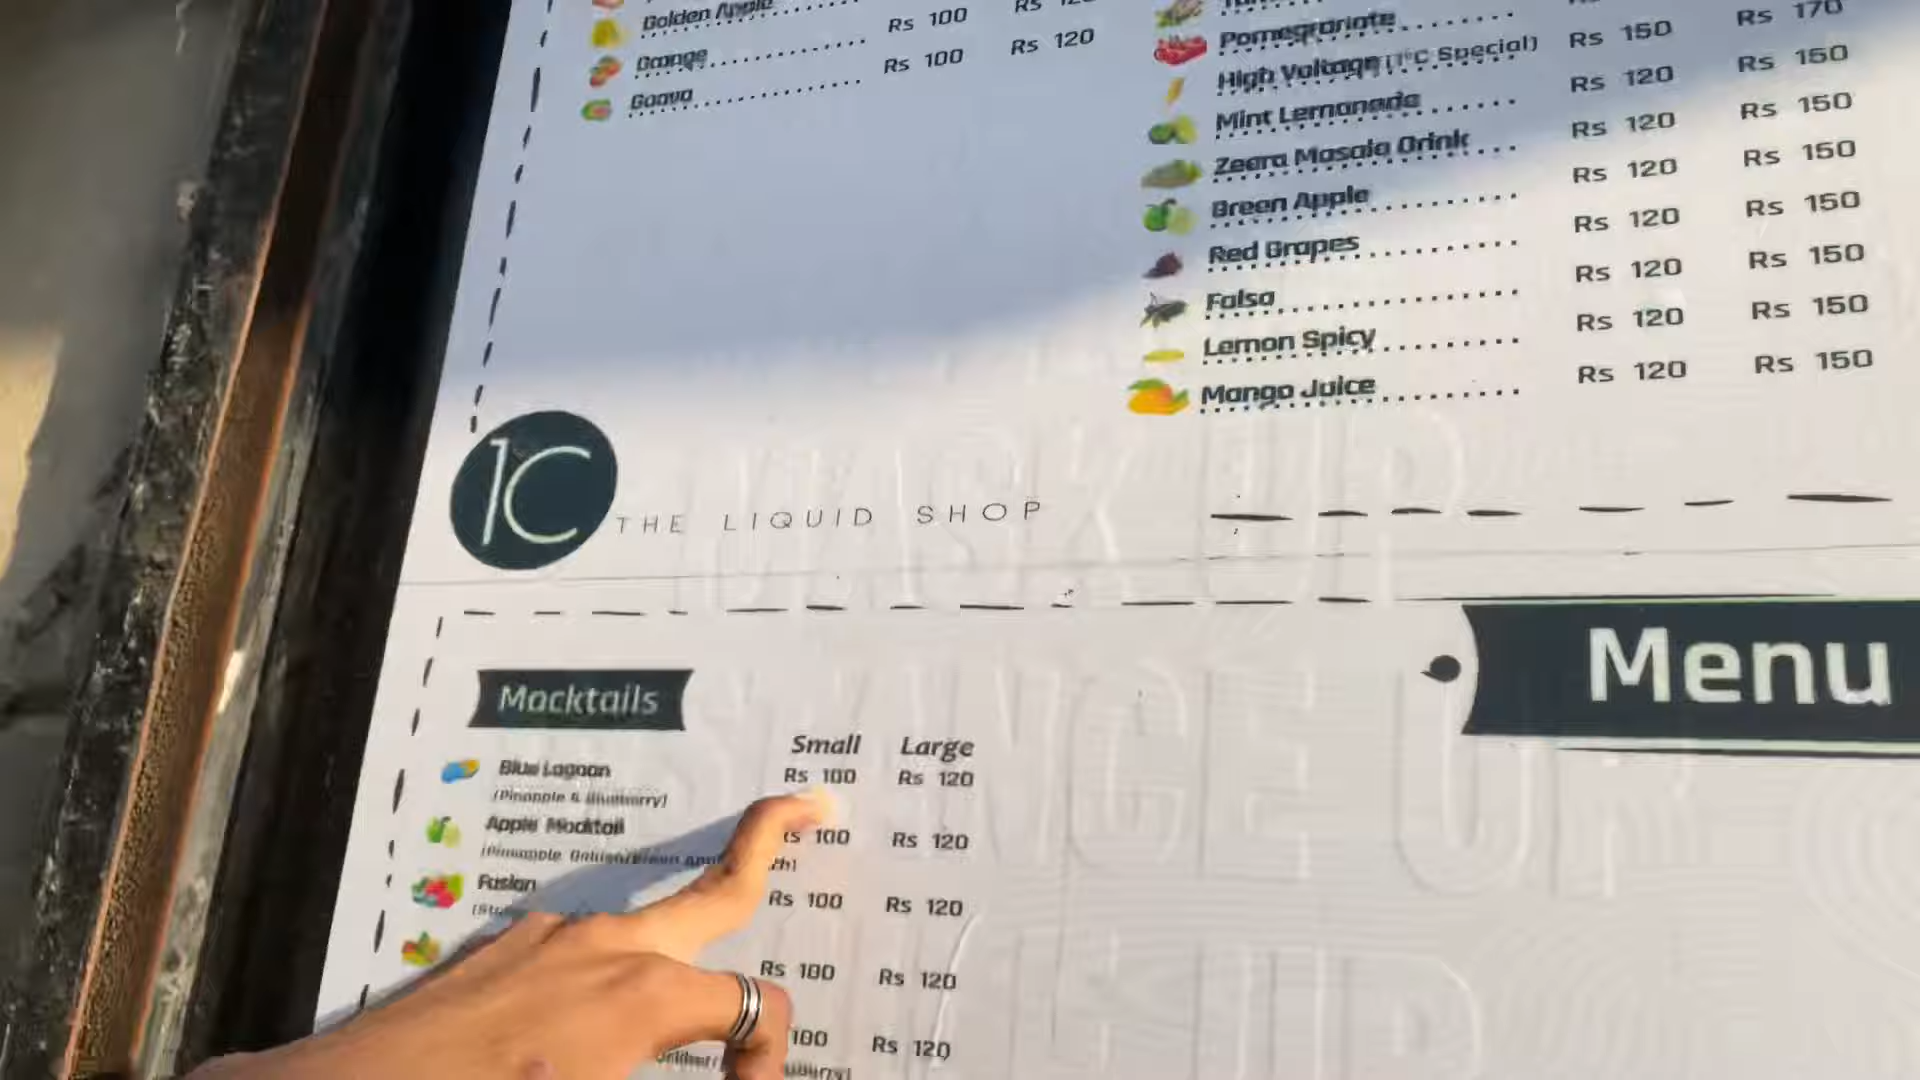 Golden Apple Rs 100
Orange Rs 100 Rs 120
Guava
Pomegranate Rs 150 Rs 170
High Voltage (1°C Special) Rs 120 Rs 150
Mint Lemonade Rs 120 Rs 150
Zeera Masala Drink Rs 120 Rs 150
Green Apple Rs 120 Rs 150
Red Grapes Rs 120 Rs 150
Falsa Rs 120 Rs 150
Lemon Spicy Rs 120 Rs 150
Mango Juice
1C THE LIQUID SHOP
Menu
Mocktails
Small Large
Blue Lagoon Rs 100 Rs 120
(Pineapple & Blueberry)
Apple Mocktail Rs 100 Rs 120
(Pineapple
Fusion Rs 100 Rs 120
Rs 100 Rs 120
100 Rs 120